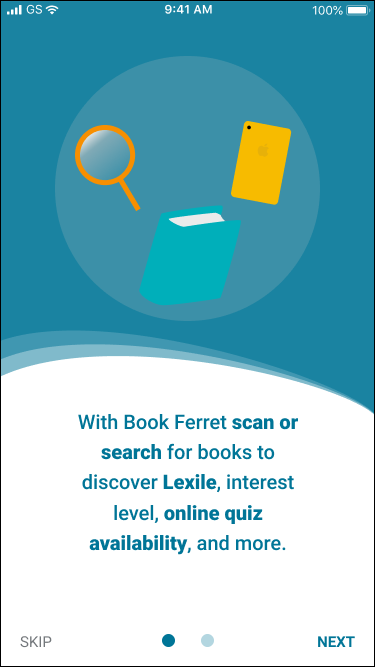 GS 9:41 AM 100%
With Book Ferret scan or
search for books to
discover Lexile, interest
level, online quiz
availability, and more.
SKIP NEXT